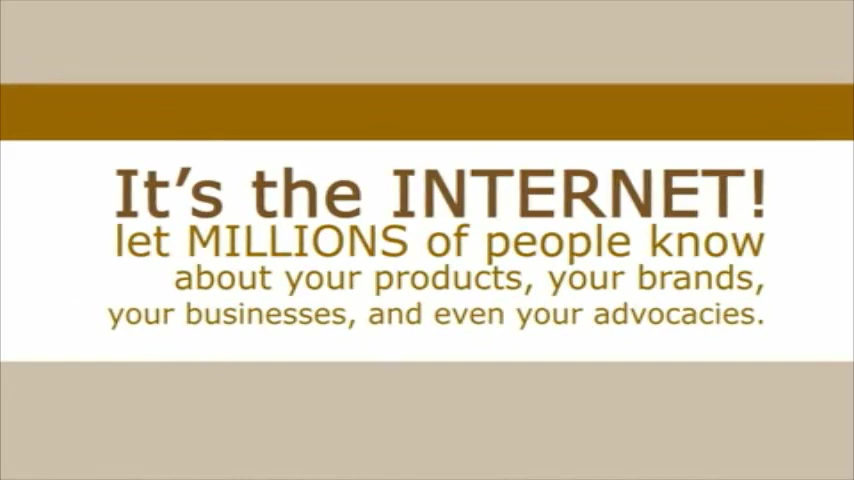 It's the INTERNET!
let MILLIONS of people know
about your products, your brands,
your businesses, and even your advocacies.